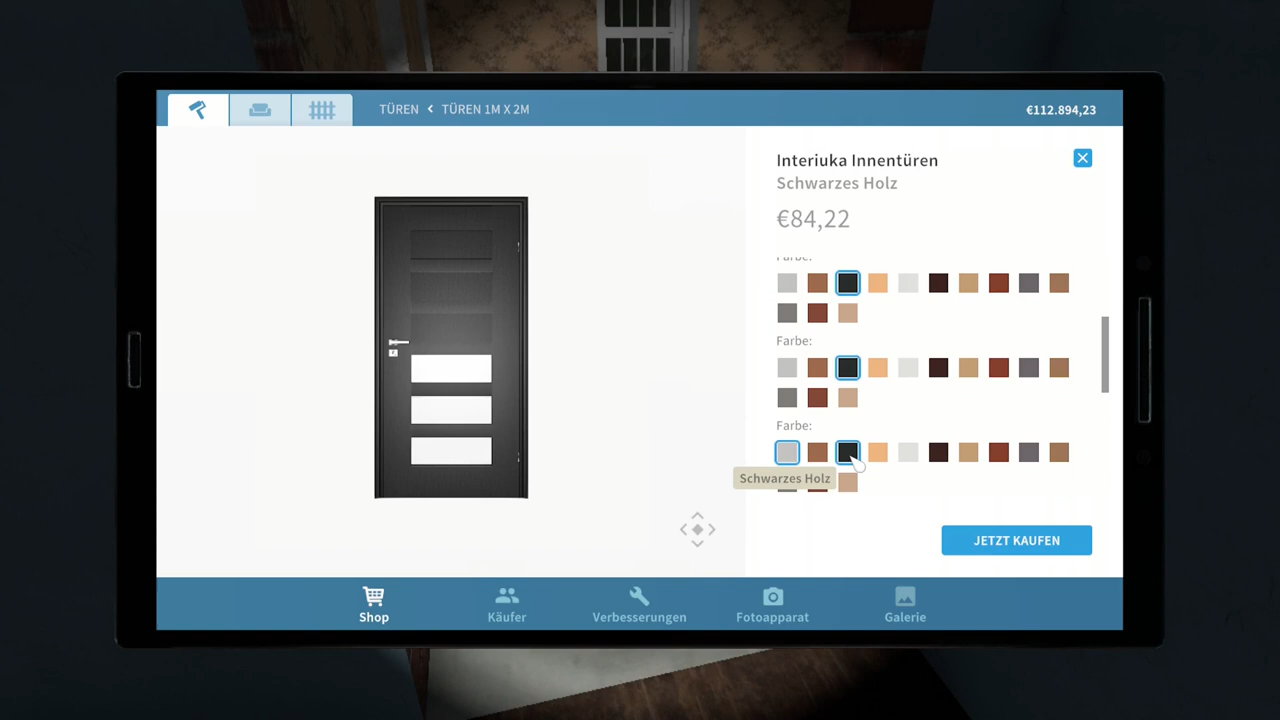 TÜREN < TÜREN 1M X 2M
€112.894,23
Interiuka Innentüren
Schwarzes Holz
€84,22
Farbe:
Farbe:
Farbe:
Schwarzes Holz
JETZT KAUFEN
Shop
Käufer
Verbesserungen
Fotoapparat
Galerie